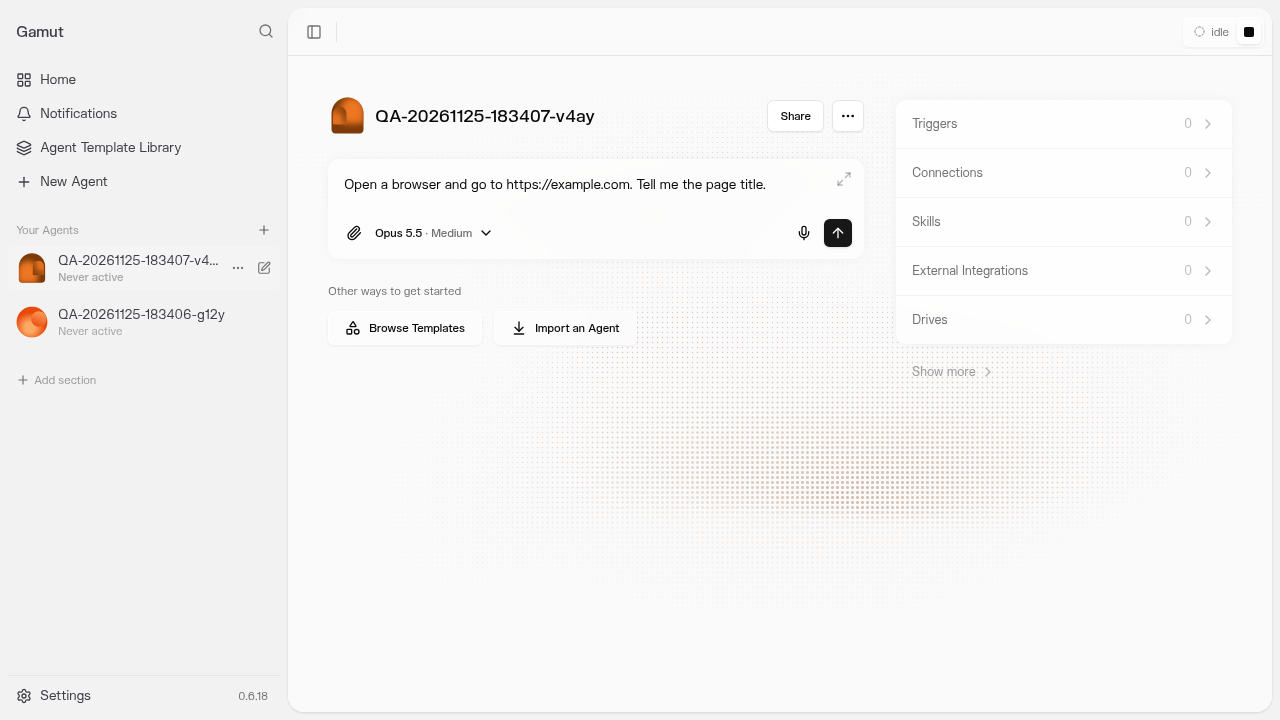 Gamut
Home
Notifications
Agent Template Library
New Agent
Your Agents
QA-20261125-183407-v4...
Never active
QA-20261125-183406-g12y
Never active
Add section
Settings
0.6.18
idle
QA-20261125-183407-v4ay
Share
Open a browser and go to https://example.com. Tell me the page title.
Opus 5.5 · Medium
Other ways to get started
Browse Templates
Import an Agent
Triggers 0
Connections 0
Skills 0
External Integrations 0
Drives 0
Show more